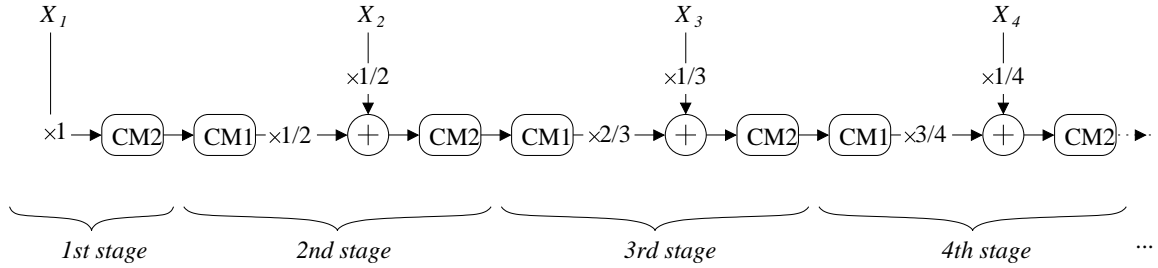 X1 X2 X3 X4
×1/2 ×1/3 ×1/4
×1 CM2 CM1 ×1/2 + CM2 CM1 ×2/3 + CM2 CM1 ×3/4 + CM2
1st stage 2nd stage 3rd stage 4th stage ...